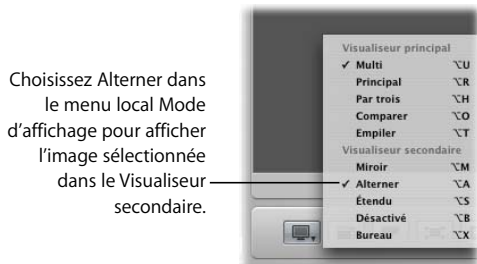 Choisissez Alterner dans
le menu local Mode
d'affichage pour afficher
l'image sélectionnée
dans le Visualiseur
secondaire.
Visualiseur principal
✓ Multi ⌥U
Principal ⌥R
Par trois ⌥H
Comparer ⌥O
Empiler ⌥T
Visualiseur secondaire
Miroir ⌥M
✓ Alterner ⌥A
Étendu ⌥S
Désactivé ⌥B
Bureau ⌥X